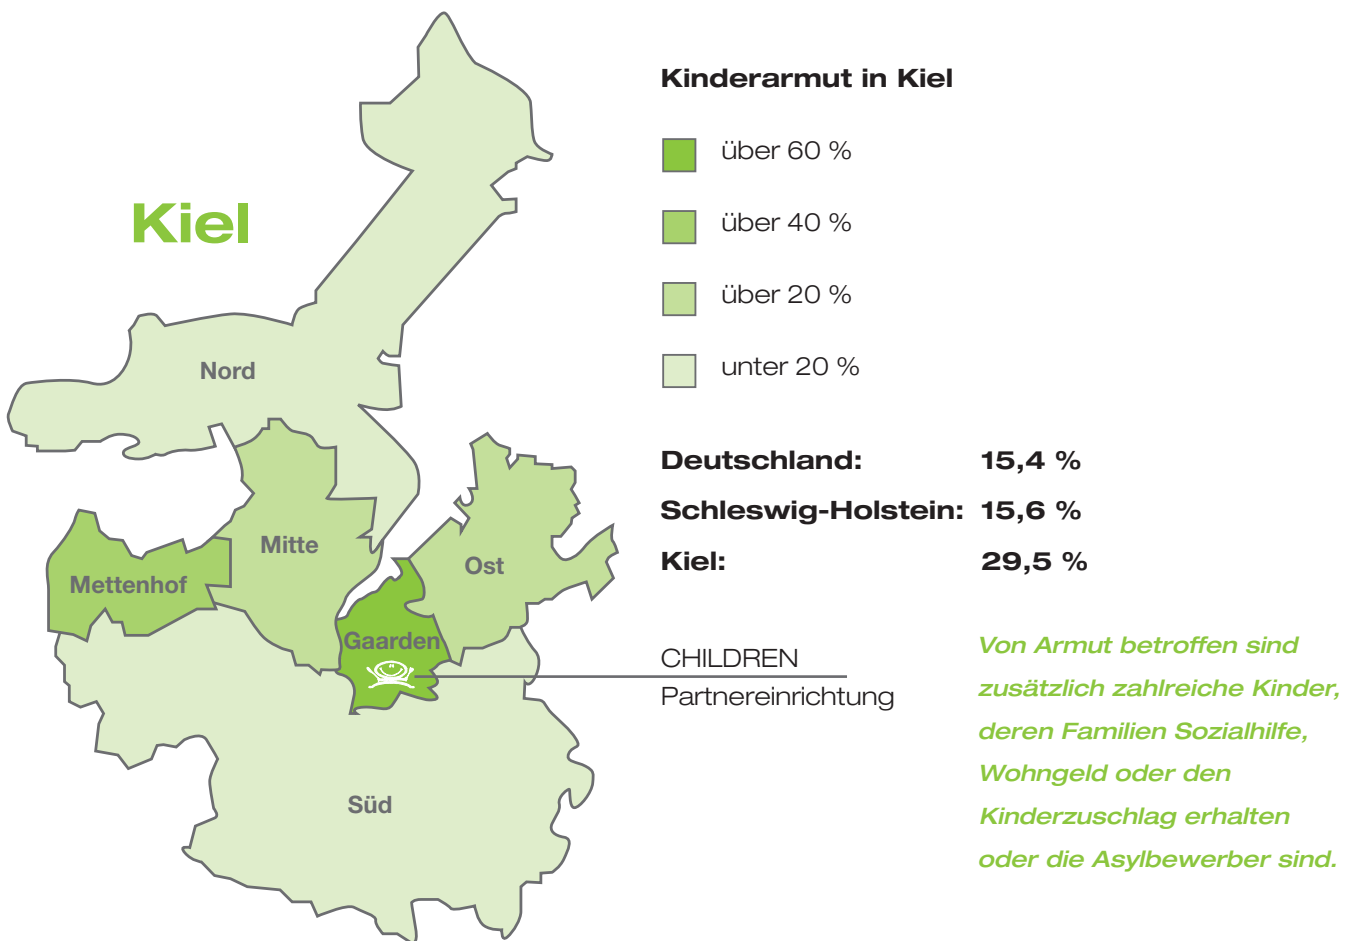 Kiel
Nord
Mitte
Mettenhof
Ost
Gaarden
Süd
Kinderarmut in Kiel
über 60 %
über 40 %
über 20 %
unter 20 %
Deutschland: 15,4 %
Schleswig-Holstein: 15,6 %
Kiel: 29,5 %
CHILDREN
Partnereinrichtung
Von Armut betroffen sind
zusätzlich zahlreiche Kinder,
deren Familien Sozialhilfe,
Wohngeld oder den
Kinderzuschlag erhalten
oder die Asylbewerber sind.